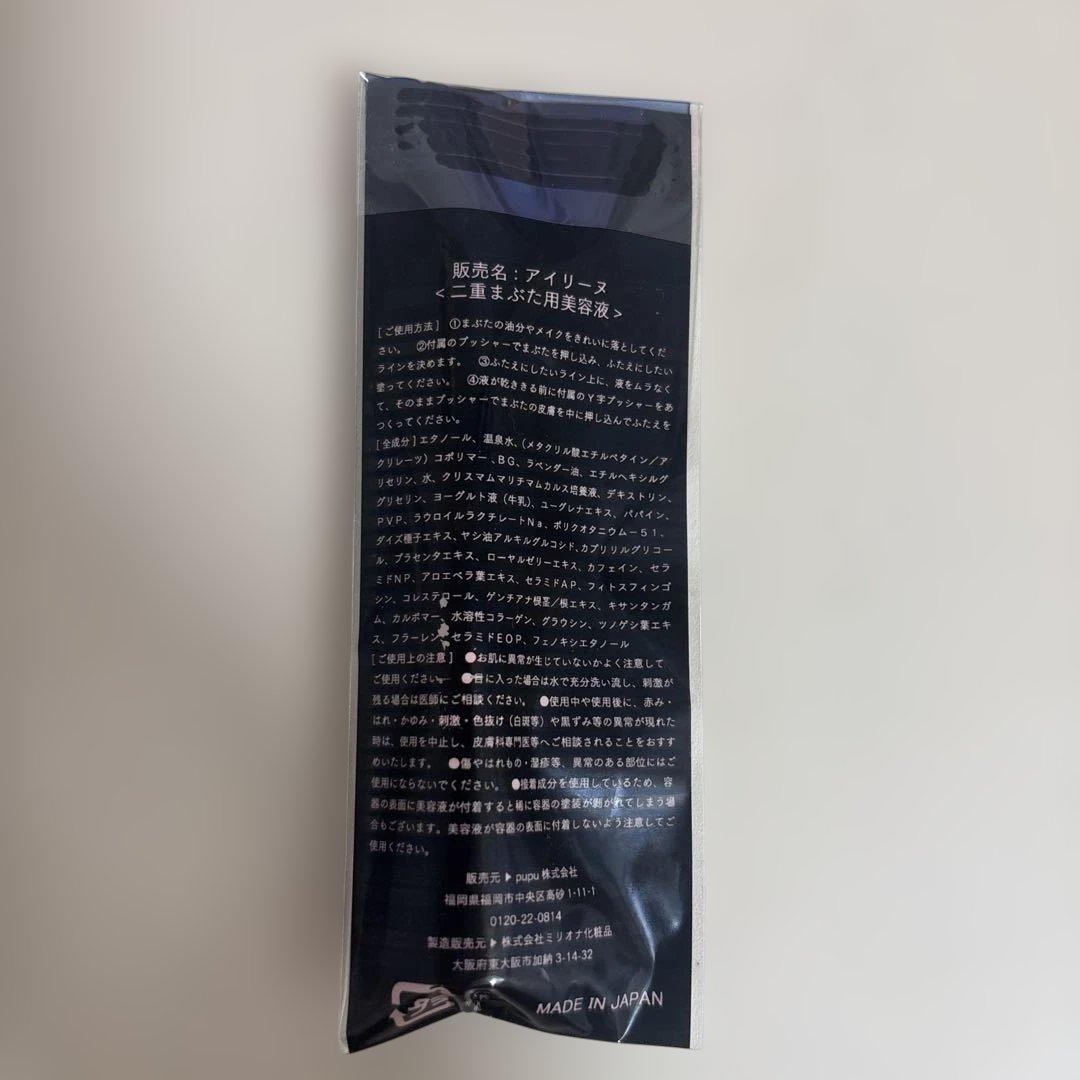 販売名：アイリーヌ
<二重まぶた用美容液>
[ご使用方法] ①まぶたの油分やメイクをきれいに落としてくだ
さい。 ②付属のプッシャーでまぶたを押し込み、ふたえにしたい
ラインを決めます。 ③ふたえにしたいライン上に、液をムラなく
塗ってください。 ④液が乾ききる前に付属のＹ字プッシャーをあ
て、そのままプッシャーでまぶたの皮膚を中に押し込んでふたえを
つくってください。
[全成分] エタノール、温泉水、(メタクリル酸エチルベタイン／ア
クリレーツ) コポリマー、ＢＧ、ラベンダー油、エチルヘキシルグ
リセリン、水、クリスマムマリチマムカルス培養液、デキストリン、
グリセリン、ヨーグルト液（牛乳）、ユーグレナエキス、パパイン、
ＰＶＰ、ラウロイルラクチレートＮａ、ポリクオタニウム－５１、
ダイズ種子エキス、ヤシ油アルキルグルコシド、カプリリルグリコー
ル、プラセンタエキス、ローヤルゼリーエキス、カフェイン、セラ
ミドＮＰ、アロエベラ葉エキス、セラミドＡＰ、フィトスフィンゴ
シン、コレステロール、ゲンチアナ根茎／根エキス、キサンタンガ
ム、カルボマー、水溶性コラーゲン、グラウシン、ツノゲシ葉エキ
ス、フラーレン、セラミドＥＯＰ、フェノキシエタノール
[ご使用上の注意] ●お肌に異常が生じていないかよく注意して
ご使用ください。 ●目に入った場合は水で充分洗い流し、刺激が
残る場合は医師にご相談ください。 ●使用中や使用後に、赤み・
はれ・かゆみ・刺激・色抜け（白斑等）や黒ずみ等の異常が現れた
時は、使用を中止し、皮膚科専門医等へご相談されることをおすす
めいたします。 ●傷やはれもの・湿疹等、異常のある部位にはご
使用にならないでください。 ●接着成分を使用しているため、容
器の表面に美容液が付着すると稀に容器の塗装が剥がれてしまう場
合もございます。美容液が容器の表面に付着しないよう注意してご
使用ください。
販売元 ▶ pupu 株式会社
福岡県福岡市中央区高砂 1-11-1
0120-22-0814
製造販売元 ▶ 株式会社ミリオナ化粧品
大阪府東大阪市加納 3-14-32
MADE IN JAPAN